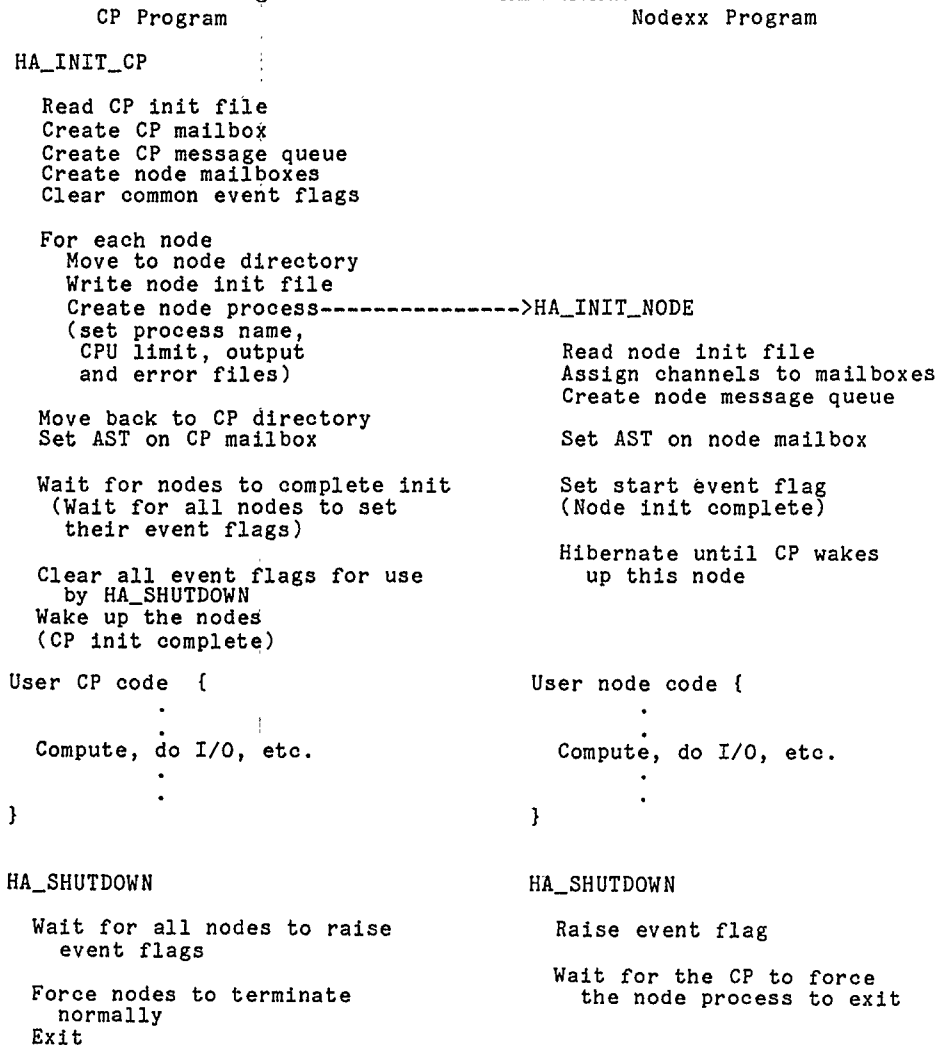 CP Program
Nodexx Program
HA_INIT_CP
Read CP init file
Create CP mailbox
Create CP message queue
Create node mailboxes
Clear common event flags
For each node
Move to node directory
Write node init file
Create node process---------------->HA_INIT_NODE
(set process name,
CPU limit, output
and error files)
Read node init file
Assign channels to mailboxes
Create node message queue
Move back to CP directory
Set AST on CP mailbox
Set AST on node mailbox
Wait for nodes to complete init
(Wait for all nodes to set
their event flags)
Set start event flag
(Node init complete)
Hibernate until CP wakes
up this node
Clear all event flags for use
by HA_SHUTDOWN
Wake up the nodes
(CP init complete)
User CP code {
.
.
Compute, do I/O, etc.
.
.
}
User node code {
.
.
Compute, do I/O, etc.
.
.
}
HA_SHUTDOWN
Wait for all nodes to raise
event flags
Force nodes to terminate
normally
Exit
HA_SHUTDOWN
Raise event flag
Wait for the CP to force
the node process to exit